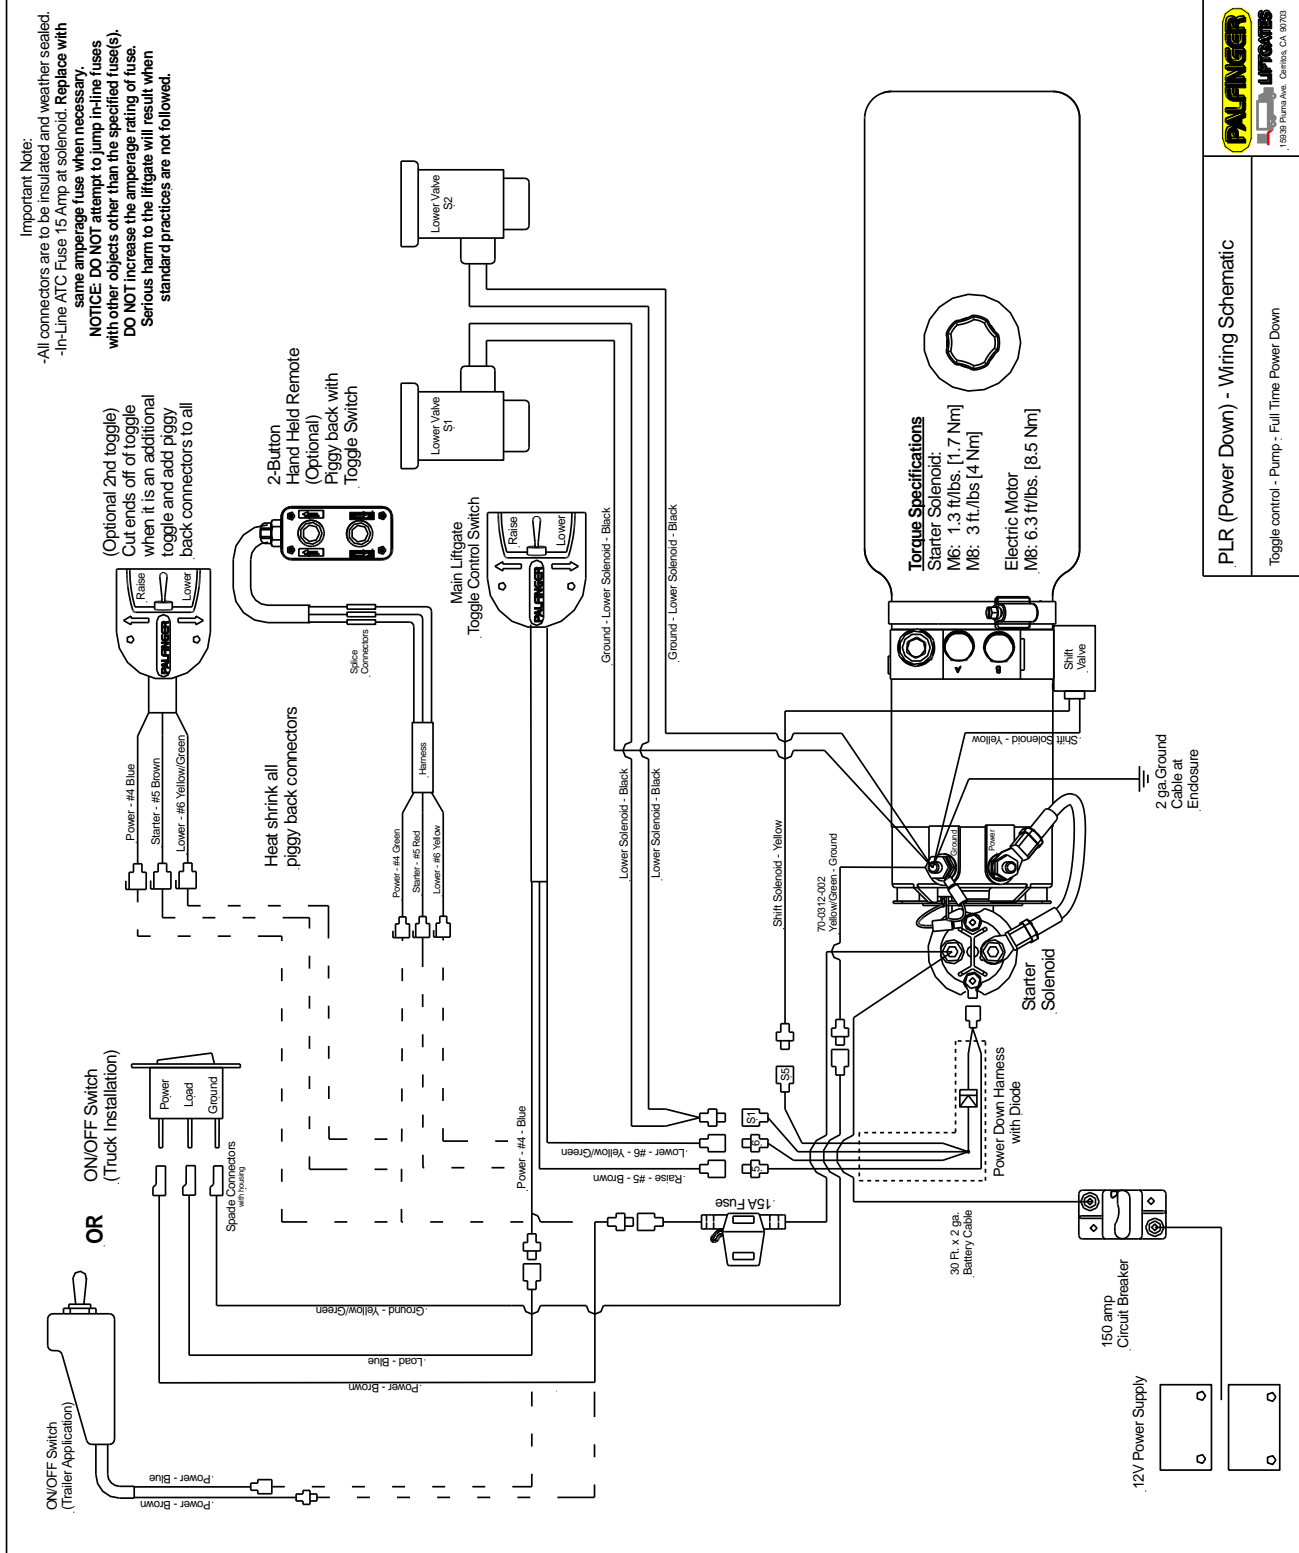 Important Note:
-All connectors are to be insulated and weather sealed.
-In-Line ATC Fuse 15 Amp at solenoid. Replace with
same amperage fuse when necessary.
NOTICE: DO NOT attempt to jump in-line fuses
with other objects other than the specified fuse(s).
DO NOT increase the amperage rating of fuse.
Serious harm to the liftgate will result when
standard practices are not followed.
(Optional 2nd toggle)
Cut ends off of toggle
when it is an additional
toggle and add piggy
back connectors to all
Raise
Lower
PALFINGER
Power - #4 Blue
Starter - #5 Brown
Lower - #6 Yellow/Green
2-Button
Hand Held Remote
(Optional)
Piggy back with
Toggle Switch
Splice
Connectors
Heat shrink all
piggy back connectors
Harness
Power - #4 Green
Starter - #5 Red
Lower - #6 Yellow
Main Liftgate
Toggle Control Switch
Raise
Lower
PALFINGER
Lower Valve
S2
Lower Valve
S1
Ground - Lower Solenoid - Black
Ground - Lower Solenoid - Black
Lower Solenoid - Black
Lower Solenoid - Black
ON/OFF Switch
(Truck Installation)
Power
Load
Ground
Spade Connectors
with housing
OR
ON/OFF Switch
(Trailer Application)
Power - Blue
Power - Brown
Ground - Yellow/Green
Load - Blue
Power - Brown
Power - #4 - Blue
Lower - #6 - Yellow/Green
Raise - #5 - Brown
15A Fuse
S5
S1
6
5
Shift Solenoid - Yellow
70-0312-002
Yellow/Green - Ground
Power Down Harness
with Diode
Starter
Solenoid
Ground
Power
Shift Solenoid - Yellow
Shift
Valve
A
B
2 ga.Ground
Cable at
Enclosure
Torque Specifications
Starter Solenoid:
M6: 1.3 ft/lbs. [1.7 Nm]
M8: 3 ft./lbs [4 Nm]
Electric Motor
M8: 6.3 ft/lbs. [8.5 Nm]
30 Ft. x 2 ga.
Battery Cable
150 amp
Circuit Breaker
12V Power Supply
PALFINGER
LIFTGATES
15939 Piuma Ave. Cerritos, CA 90703
PLR (Power Down) - Wiring Schematic
Toggle control - Pump - Full Time Power Down